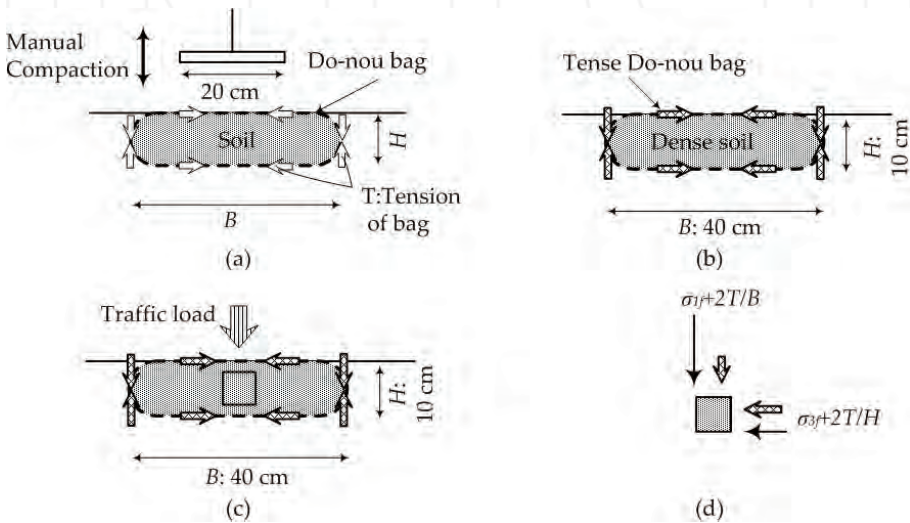 Manual
Compaction
20 cm
Do-nou bag
Soil
H
T:Tension
of bag
B
(a)
Tense Do-nou bag
Dense soil
H:
10 cm
B: 40 cm
(b)
Traffic load
H:
10 cm
B: 40 cm
(c)
σ1f+2T/B
σ3f+2T/H
(d)